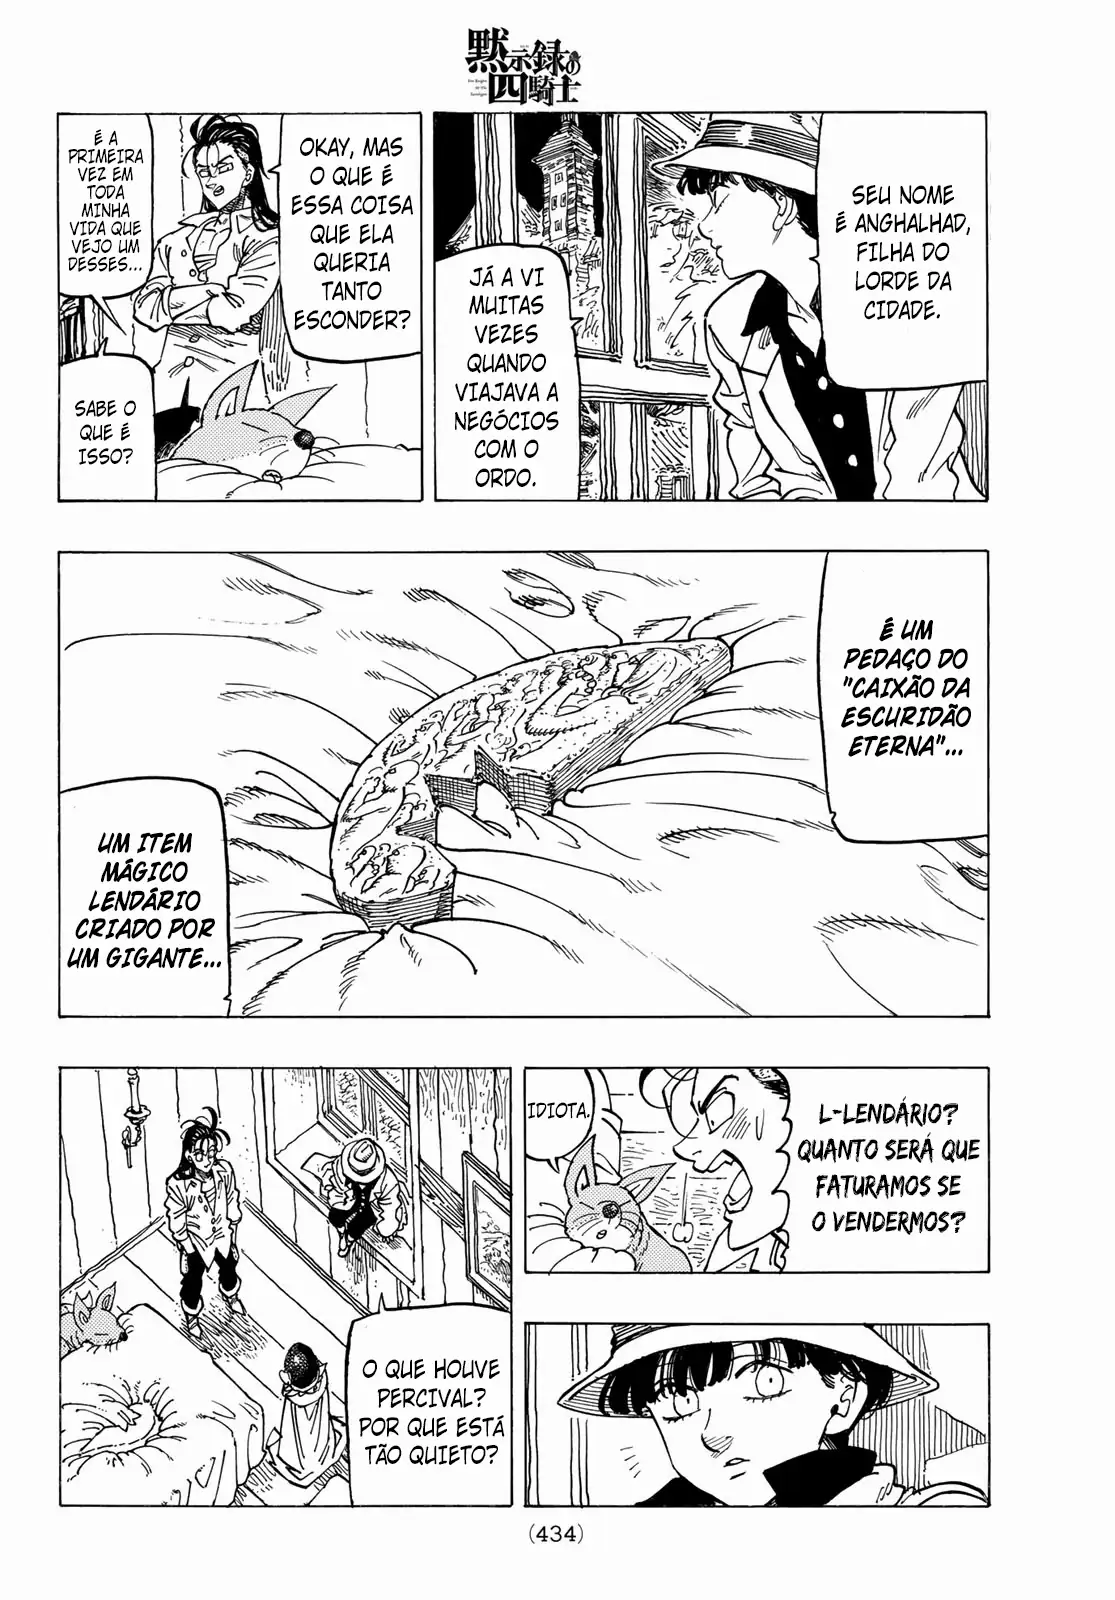 黙示録の
四騎士
SEU NOME
É ANGHALHAD,
FILHA DO
LORDE DA
CIDADE.
JÁ A VI
MUITAS
VEZES
QUANDO
VIAJAVA A
NEGÓCIOS
COM O
ORDO.
OKAY, MAS
O QUE É
ESSA COISA
QUE ELA
QUERIA
TANTO
ESCONDER?
É A
PRIMEIRA
VEZ EM
TODA
MINHA
VIDA QUE
VEJO UM
DESSES...
SABE O
QUE É
ISSO?
É UM
PEDAÇO DO
"CAIXÃO DA
ESCURIDÃO
ETERNA"...
UM ITEM
MÁGICO
LENDÁRIO
CRIADO POR
UM GIGANTE...
L-LENDÁRIO?
QUANTO SERÁ QUE
FATURAMOS SE
O VENDERMOS?
IDIOTA.
O QUE HOUVE
PERCIVAL?
POR QUE ESTÁ
TÃO QUIETO?
(434)